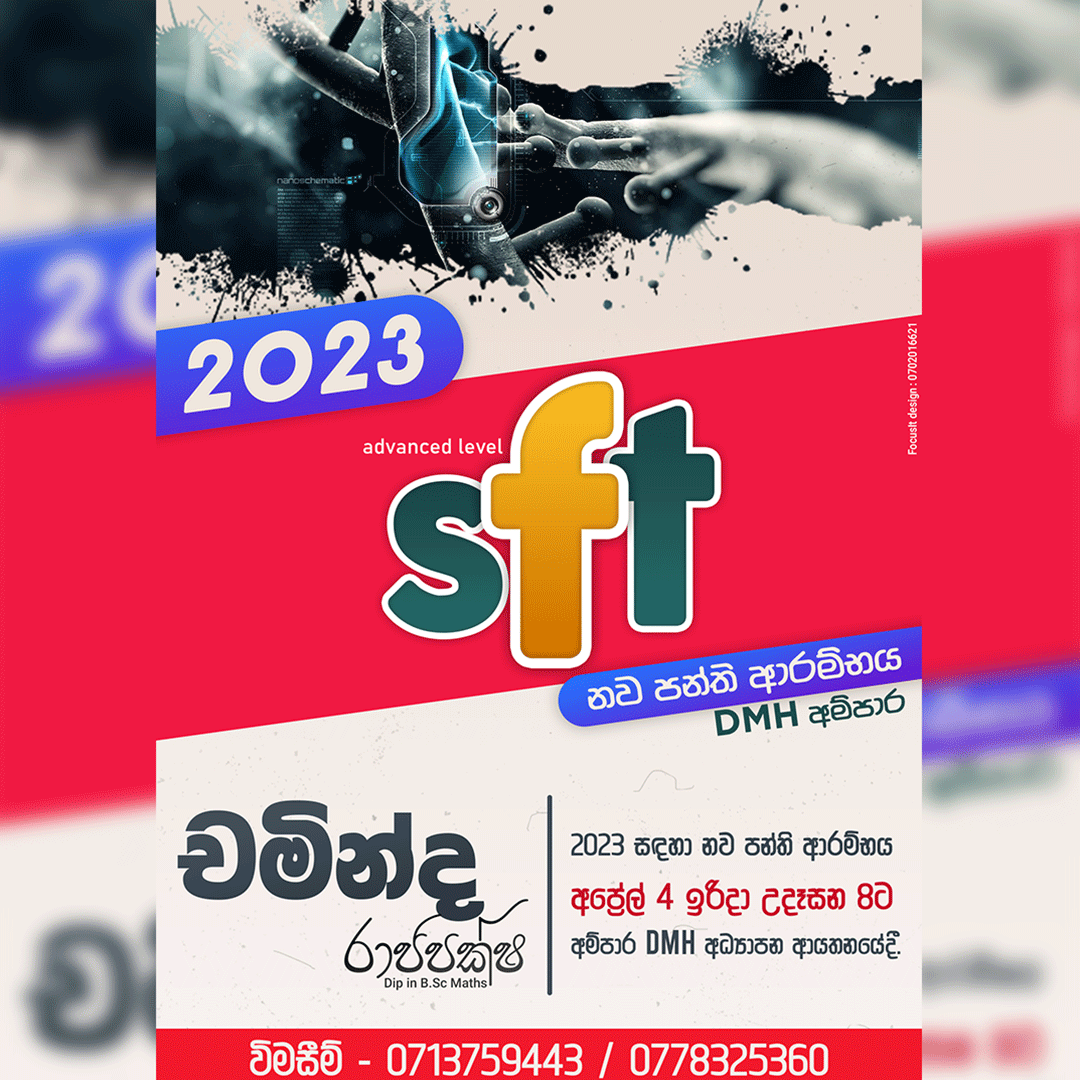 nanoschematic
2023
Focusit design : 0702016621
advanced level
sft
නව පන්ති ආරම්භය
DMH අම්පාර
චමින්ද
රාජපක්ෂ
Dip in B.Sc Maths
2023 සඳහා නව පන්ති ආරම්භය
අප්‍රේල් 4 ඉරිදා උදෑසන 8ට
අම්පාර DMH අධ්‍යාපන ආයතනයේදී.
විමසීම් - 0713759443 / 0778325360